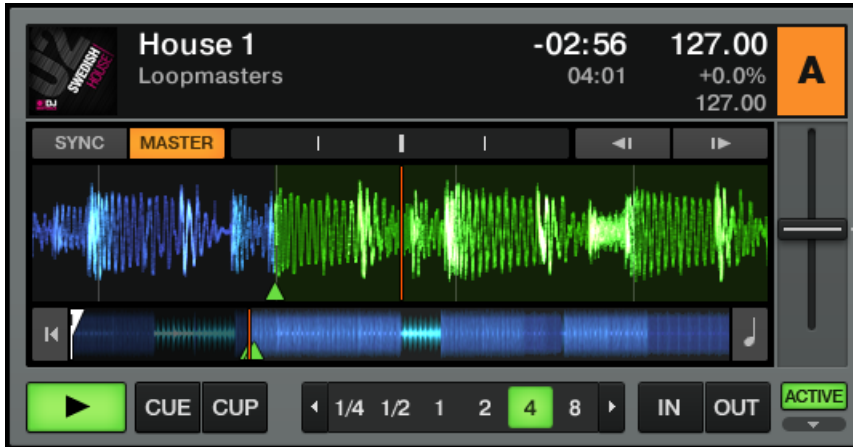 52
SWEDISH
HOUSE
DJ
House 1
Loopmasters
-02:56
04:01
127.00
+0.0%
127.00
A
SYNC
MASTER
CUE
CUP
1/4 1/2 1 2 4 8
IN
OUT
ACTIVE